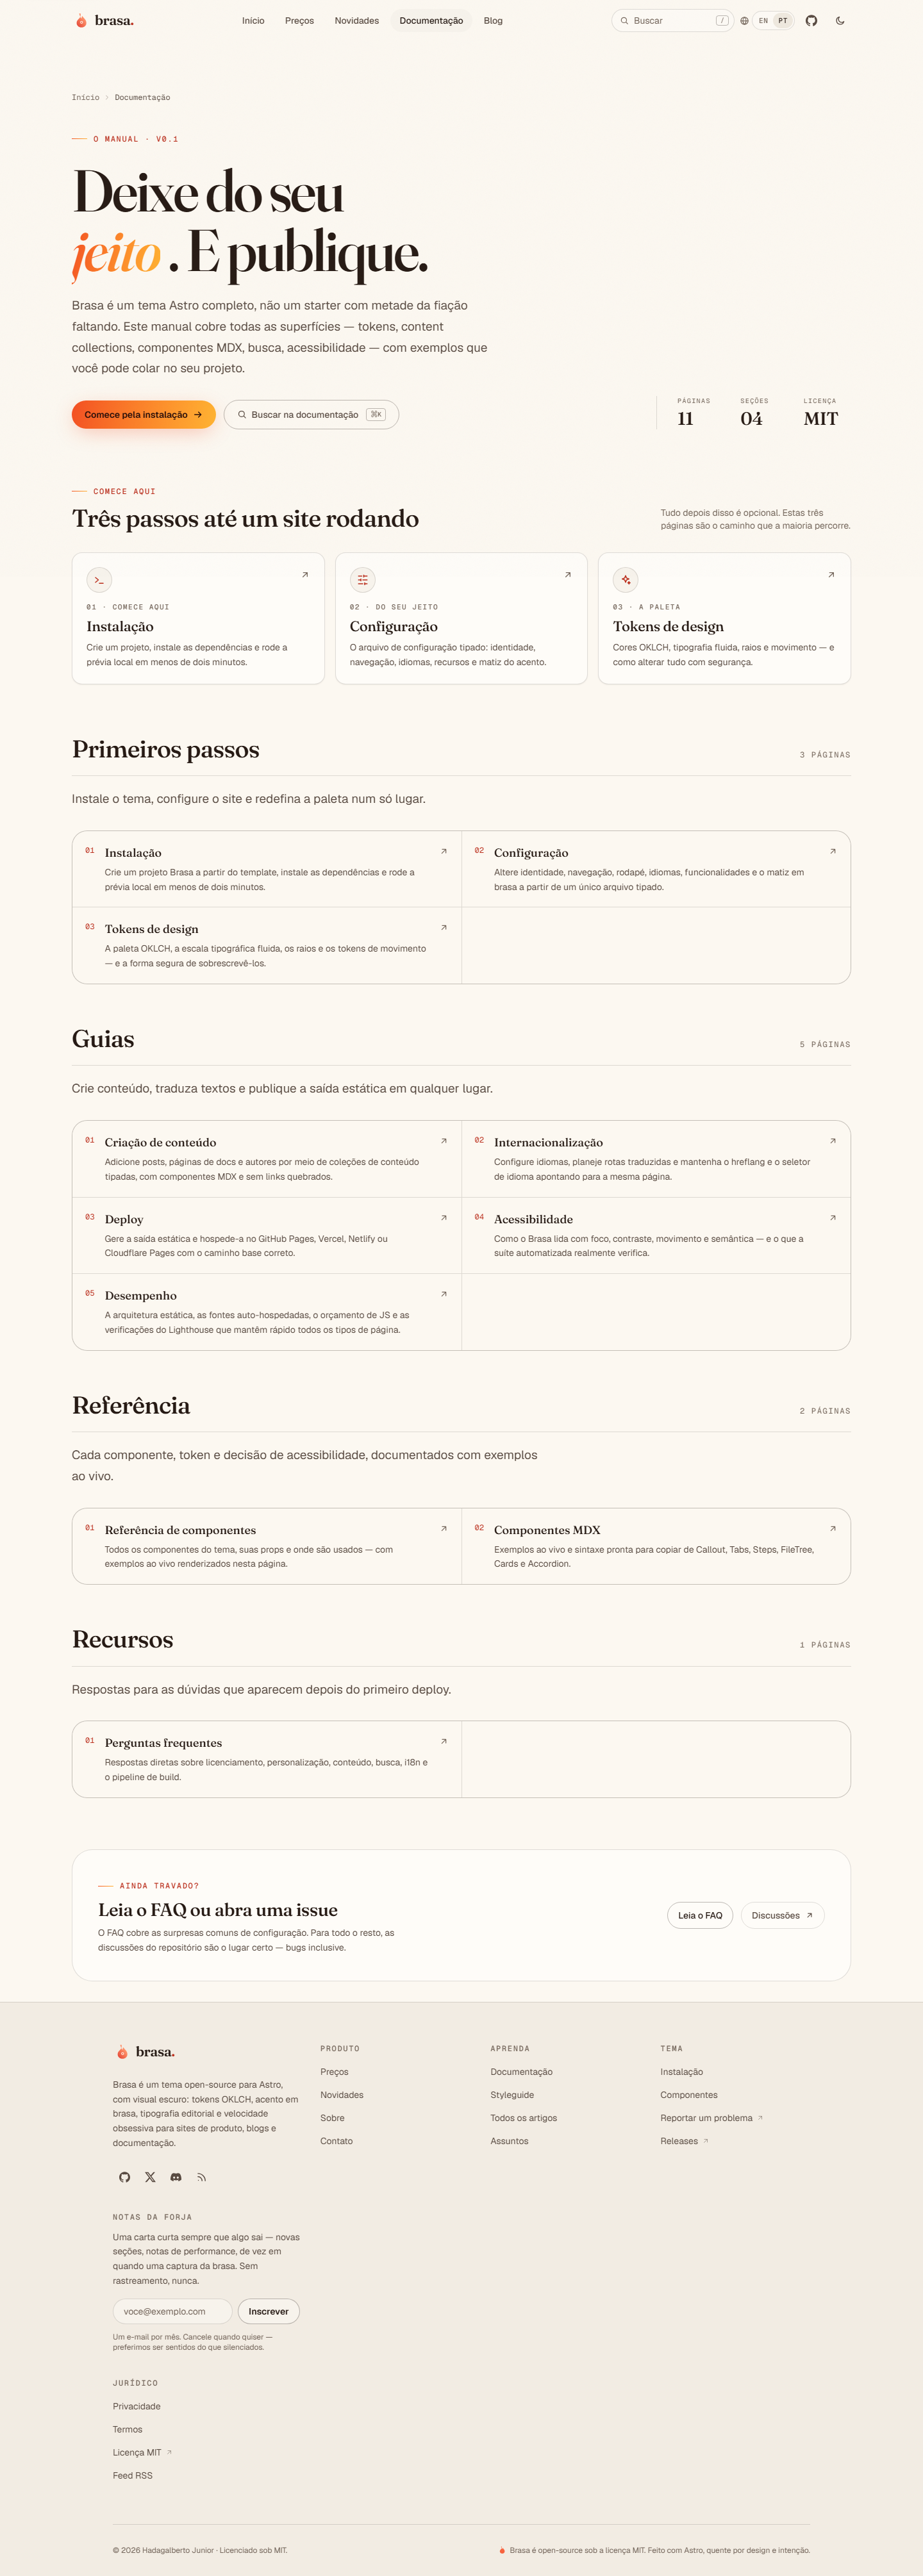 brasa.
Início
Preços
Novidades
Documentação
Blog
Buscar
/
EN
PT
Início › Documentação
O MANUAL · V0.1
Deixe do seu
jeito . E publique.
Brasa é um tema Astro completo, não um starter com metade da fiação
faltando. Este manual cobre todas as superfícies — tokens, content
collections, componentes MDX, busca, acessibilidade — com exemplos que
você pode colar no seu projeto.
Comece pela instalação →
Buscar na documentação ⌘K
PÁGINAS
11
SEÇÕES
04
LICENÇA
MIT
COMECE AQUI
Três passos até um site rodando
Tudo depois disso é opcional. Estas três
páginas são o caminho que a maioria percorre.
01 · COMECE AQUI
Instalação
Crie um projeto, instale as dependências e rode a
prévia local em menos de dois minutos.
02 · DO SEU JEITO
Configuração
O arquivo de configuração tipado: identidade,
navegação, idiomas, recursos e matiz do acento.
03 · A PALETA
Tokens de design
Cores OKLCH, tipografia fluida, raios e movimento — e
como alterar tudo com segurança.
Primeiros passos
3 PÁGINAS
Instale o tema, configure o site e redefina a paleta num só lugar.
01 Instalação
Crie um projeto Brasa a partir do template, instale as dependências e rode a
prévia local em menos de dois minutos.
02 Configuração
Altere identidade, navegação, rodapé, idiomas, funcionalidades e o matiz em
brasa a partir de um único arquivo tipado.
03 Tokens de design
A paleta OKLCH, a escala tipográfica fluida, os raios e os tokens de movimento
— e a forma segura de sobrescrevê-los.
Guias
5 PÁGINAS
Crie conteúdo, traduza textos e publique a saída estática em qualquer lugar.
01 Criação de conteúdo
Adicione posts, páginas de docs e autores por meio de coleções de conteúdo
tipadas, com componentes MDX e sem links quebrados.
02 Internacionalização
Configure idiomas, planeje rotas traduzidas e mantenha o hreflang e o seletor
de idioma apontando para a mesma página.
03 Deploy
Gere a saída estática e hospede-a no GitHub Pages, Vercel, Netlify ou
Cloudflare Pages com o caminho base correto.
04 Acessibilidade
Como o Brasa lida com foco, contraste, movimento e semântica — e o que a
suíte automatizada realmente verifica.
05 Desempenho
A arquitetura estática, as fontes auto-hospedadas, o orçamento de JS e as
verificações do Lighthouse que mantêm rápido todos os tipos de página.
Referência
2 PÁGINAS
Cada componente, token e decisão de acessibilidade, documentados com exemplos
ao vivo.
01 Referência de componentes
Todos os componentes do tema, suas props e onde são usados — com
exemplos ao vivo renderizados nesta página.
02 Componentes MDX
Exemplos ao vivo e sintaxe pronta para copiar de Callout, Tabs, Steps, FileTree,
Cards e Accordion.
Recursos
1 PÁGINAS
Respostas para as dúvidas que aparecem depois do primeiro deploy.
01 Perguntas frequentes
Respostas diretas sobre licenciamento, personalização, conteúdo, busca, i18n e
o pipeline de build.
AINDA TRAVADO?
Leia o FAQ ou abra uma issue
O FAQ cobre as surpresas comuns de configuração. Para todo o resto, as
discussões do repositório são o lugar certo — bugs inclusive.
Leia o FAQ
Discussões
brasa.
Brasa é um tema open-source para Astro,
com visual escuro: tokens OKLCH, acento em
brasa, tipografia editorial e velocidade
obsessiva para sites de produto, blogs e
documentação.
PRODUTO
Preços
Novidades
Sobre
Contato
APRENDA
Documentação
Styleguide
Todos os artigos
Assuntos
TEMA
Instalação
Componentes
Reportar um problema
Releases
NOTAS DA FORJA
Uma carta curta sempre que algo sai — novas
seções, notas de performance, de vez em
quando uma captura da brasa. Sem
rastreamento, nunca.
voce@exemplo.com
Inscrever
Um e-mail por mês. Cancele quando quiser —
preferimos ser sentidos do que silenciados.
JURÍDICO
Privacidade
Termos
Licença MIT
Feed RSS
© 2026 Hadagalberto Junior · Licenciado sob MIT.
Brasa é open-source sob a licença MIT. Feito com Astro, quente por design e intenção.